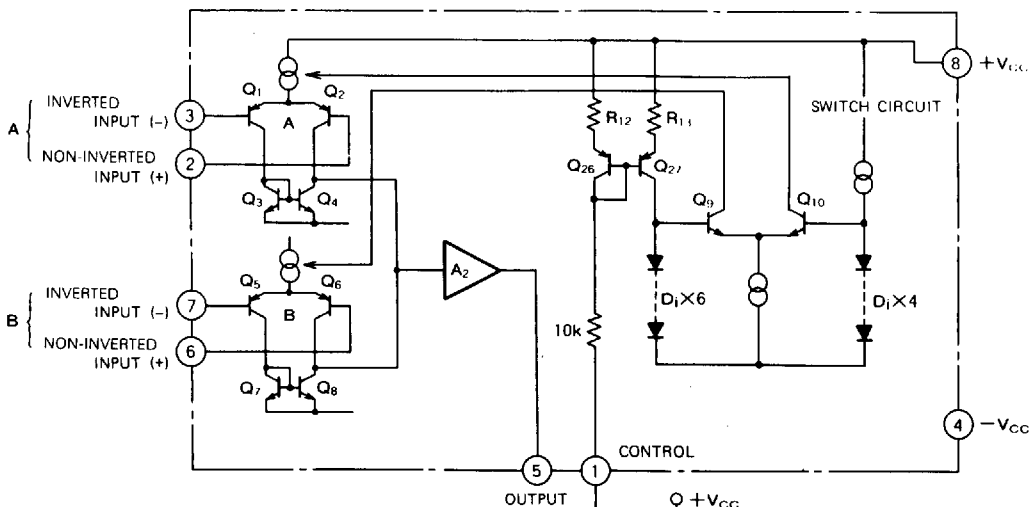 8
+VCC
SWITCH CIRCUIT
Q1
Q2
A
INVERTED
INPUT (-)
3
A
2
NON-INVERTED
INPUT (+)
Q3
Q4
R12
R13
Q26
Q27
Q9
Q10
Q5
Q6
B
INVERTED
INPUT (-)
7
B
6
NON-INVERTED
INPUT (+)
Q7
Q8
A2
10k
Di×6
Di×4
4
-VCC
5
OUTPUT
1
CONTROL
+VCC